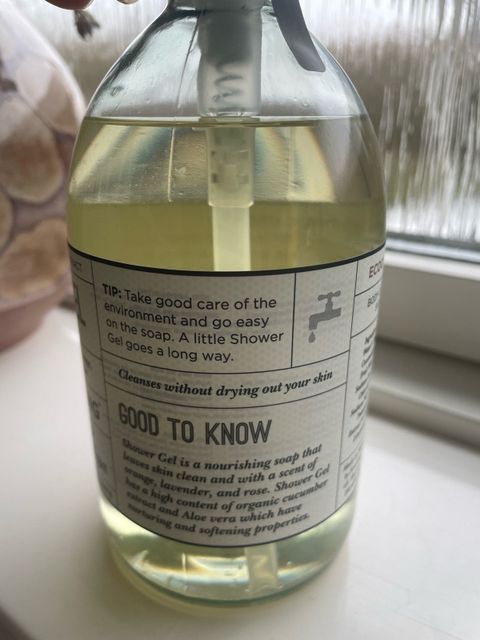 TIP: Take good care of the
environment and go easy
on the soap. A little Shower
Gel goes a long way.
Cleanses without drying out your skin
GOOD TO KNOW
Shower Gel is a nourishing soap that
leaves skin clean and with a scent of
orange, lavender, and rose. Shower Gel
has a high content of organic cucumber
extract and Aloe vera which have
nurturing and softening properties.